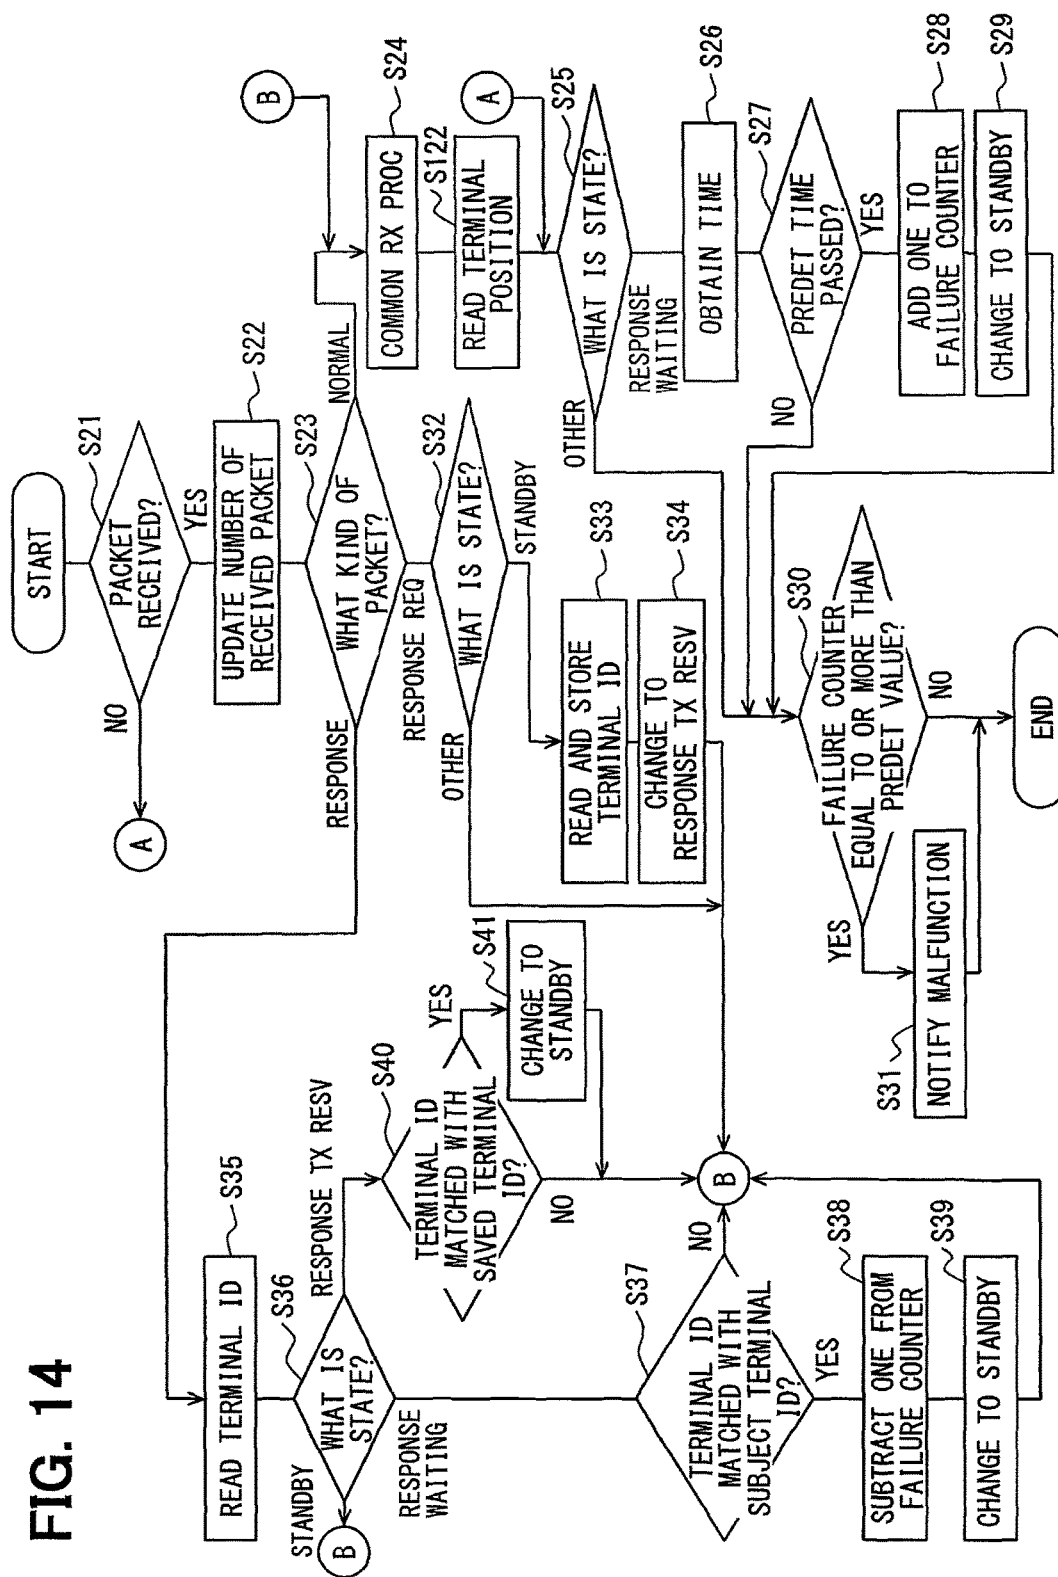 FIG. 14
START
S21
PACKET
RECEIVED?
NO
A
YES
S22
UPDATE NUMBER OF
RECEIVED PACKET
S23
WHAT KIND OF
PACKET?
RESPONSE
RESPONSE REQ
NORMAL
B
S24
COMMON RX PROC
S122
READ TERMINAL
POSITION
A
S25
WHAT IS STATE?
OTHER
RESPONSE
WAITING
S26
OBTAIN TIME
S27
PREDET TIME
PASSED?
NO
YES
S28
ADD ONE TO
FAILURE COUNTER
S29
CHANGE TO STANDBY
S32
WHAT IS STATE?
OTHER
STANDBY
S33
READ AND STORE
TERMINAL ID
S34
CHANGE TO
RESPONSE TX RESV
S30
FAILURE COUNTER
EQUAL TO OR MORE THAN
PREDET VALUE?
YES
NO
S31
NOTIFY MALFUNCTION
END
S35
READ TERMINAL ID
S36
WHAT IS
STATE?
STANDBY
B
RESPONSE
WAITING
RESPONSE TX RESV
S40
TERMINAL ID
MATCHED WITH
SAVED TERMINAL
ID?
YES
NO
S41
CHANGE TO
STANDBY
B
S37
TERMINAL ID
MATCHED WITH
SUBJECT TERMINAL
ID?
NO
YES
S38
SUBTRACT ONE FROM
FAILURE COUNTER
S39
CHANGE TO STANDBY